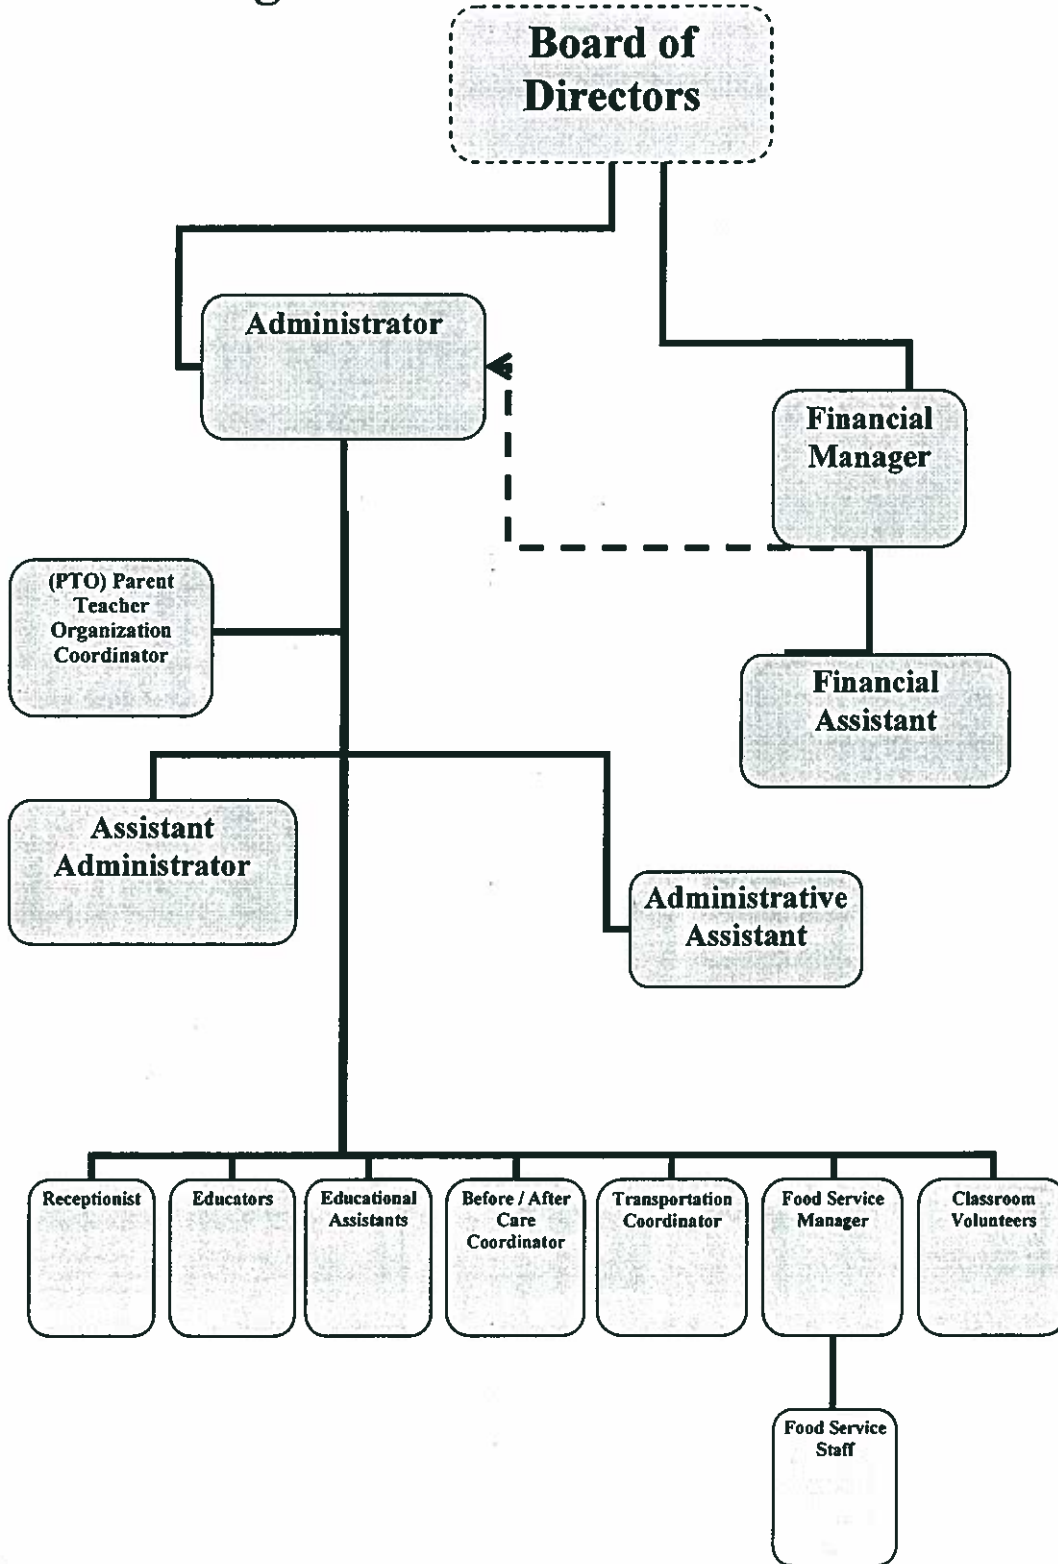 Board of
Directors
Administrator
Financial
Manager
(PTO) Parent
Teacher
Organization
Coordinator
Financial
Assistant
Assistant
Administrator
Administrative
Assistant
Receptionist
Educators
Educational
Assistants
Before / After
Care
Coordinator
Transportation
Coordinator
Food Service
Manager
Classroom
Volunteers
Food Service
Staff